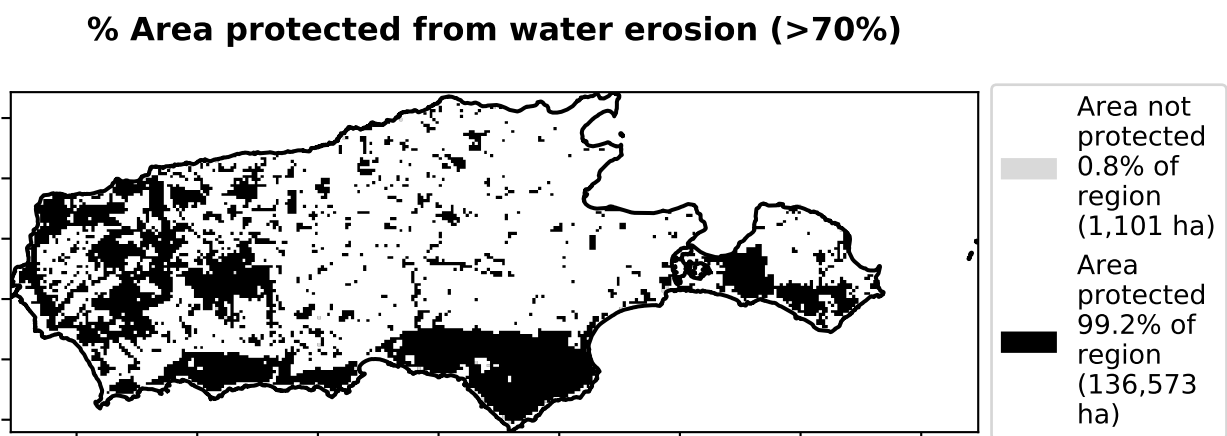 % Area protected from water erosion (>70%)
Area not
protected
0.8% of
region
(1,101 ha)
Area
protected
99.2% of
region
(136,573
ha)